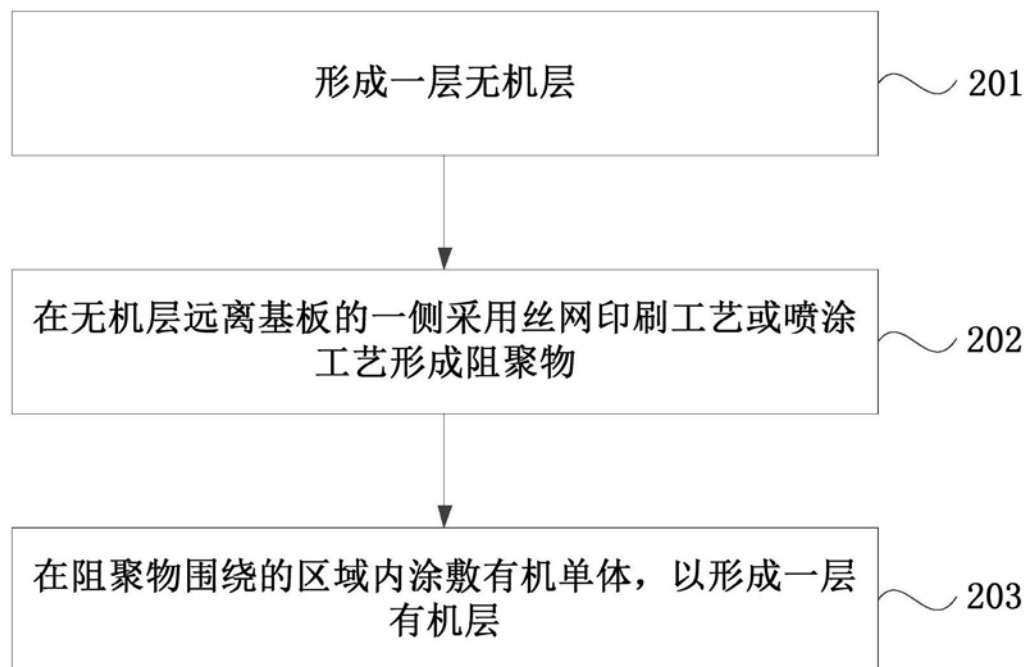 形成一层无机层
201
在无机层远离基板的一侧采用丝网印刷工艺或喷涂
工艺形成阻聚物
202
在阻聚物围绕的区域内涂敷有机单体，以形成一层
有机层
203